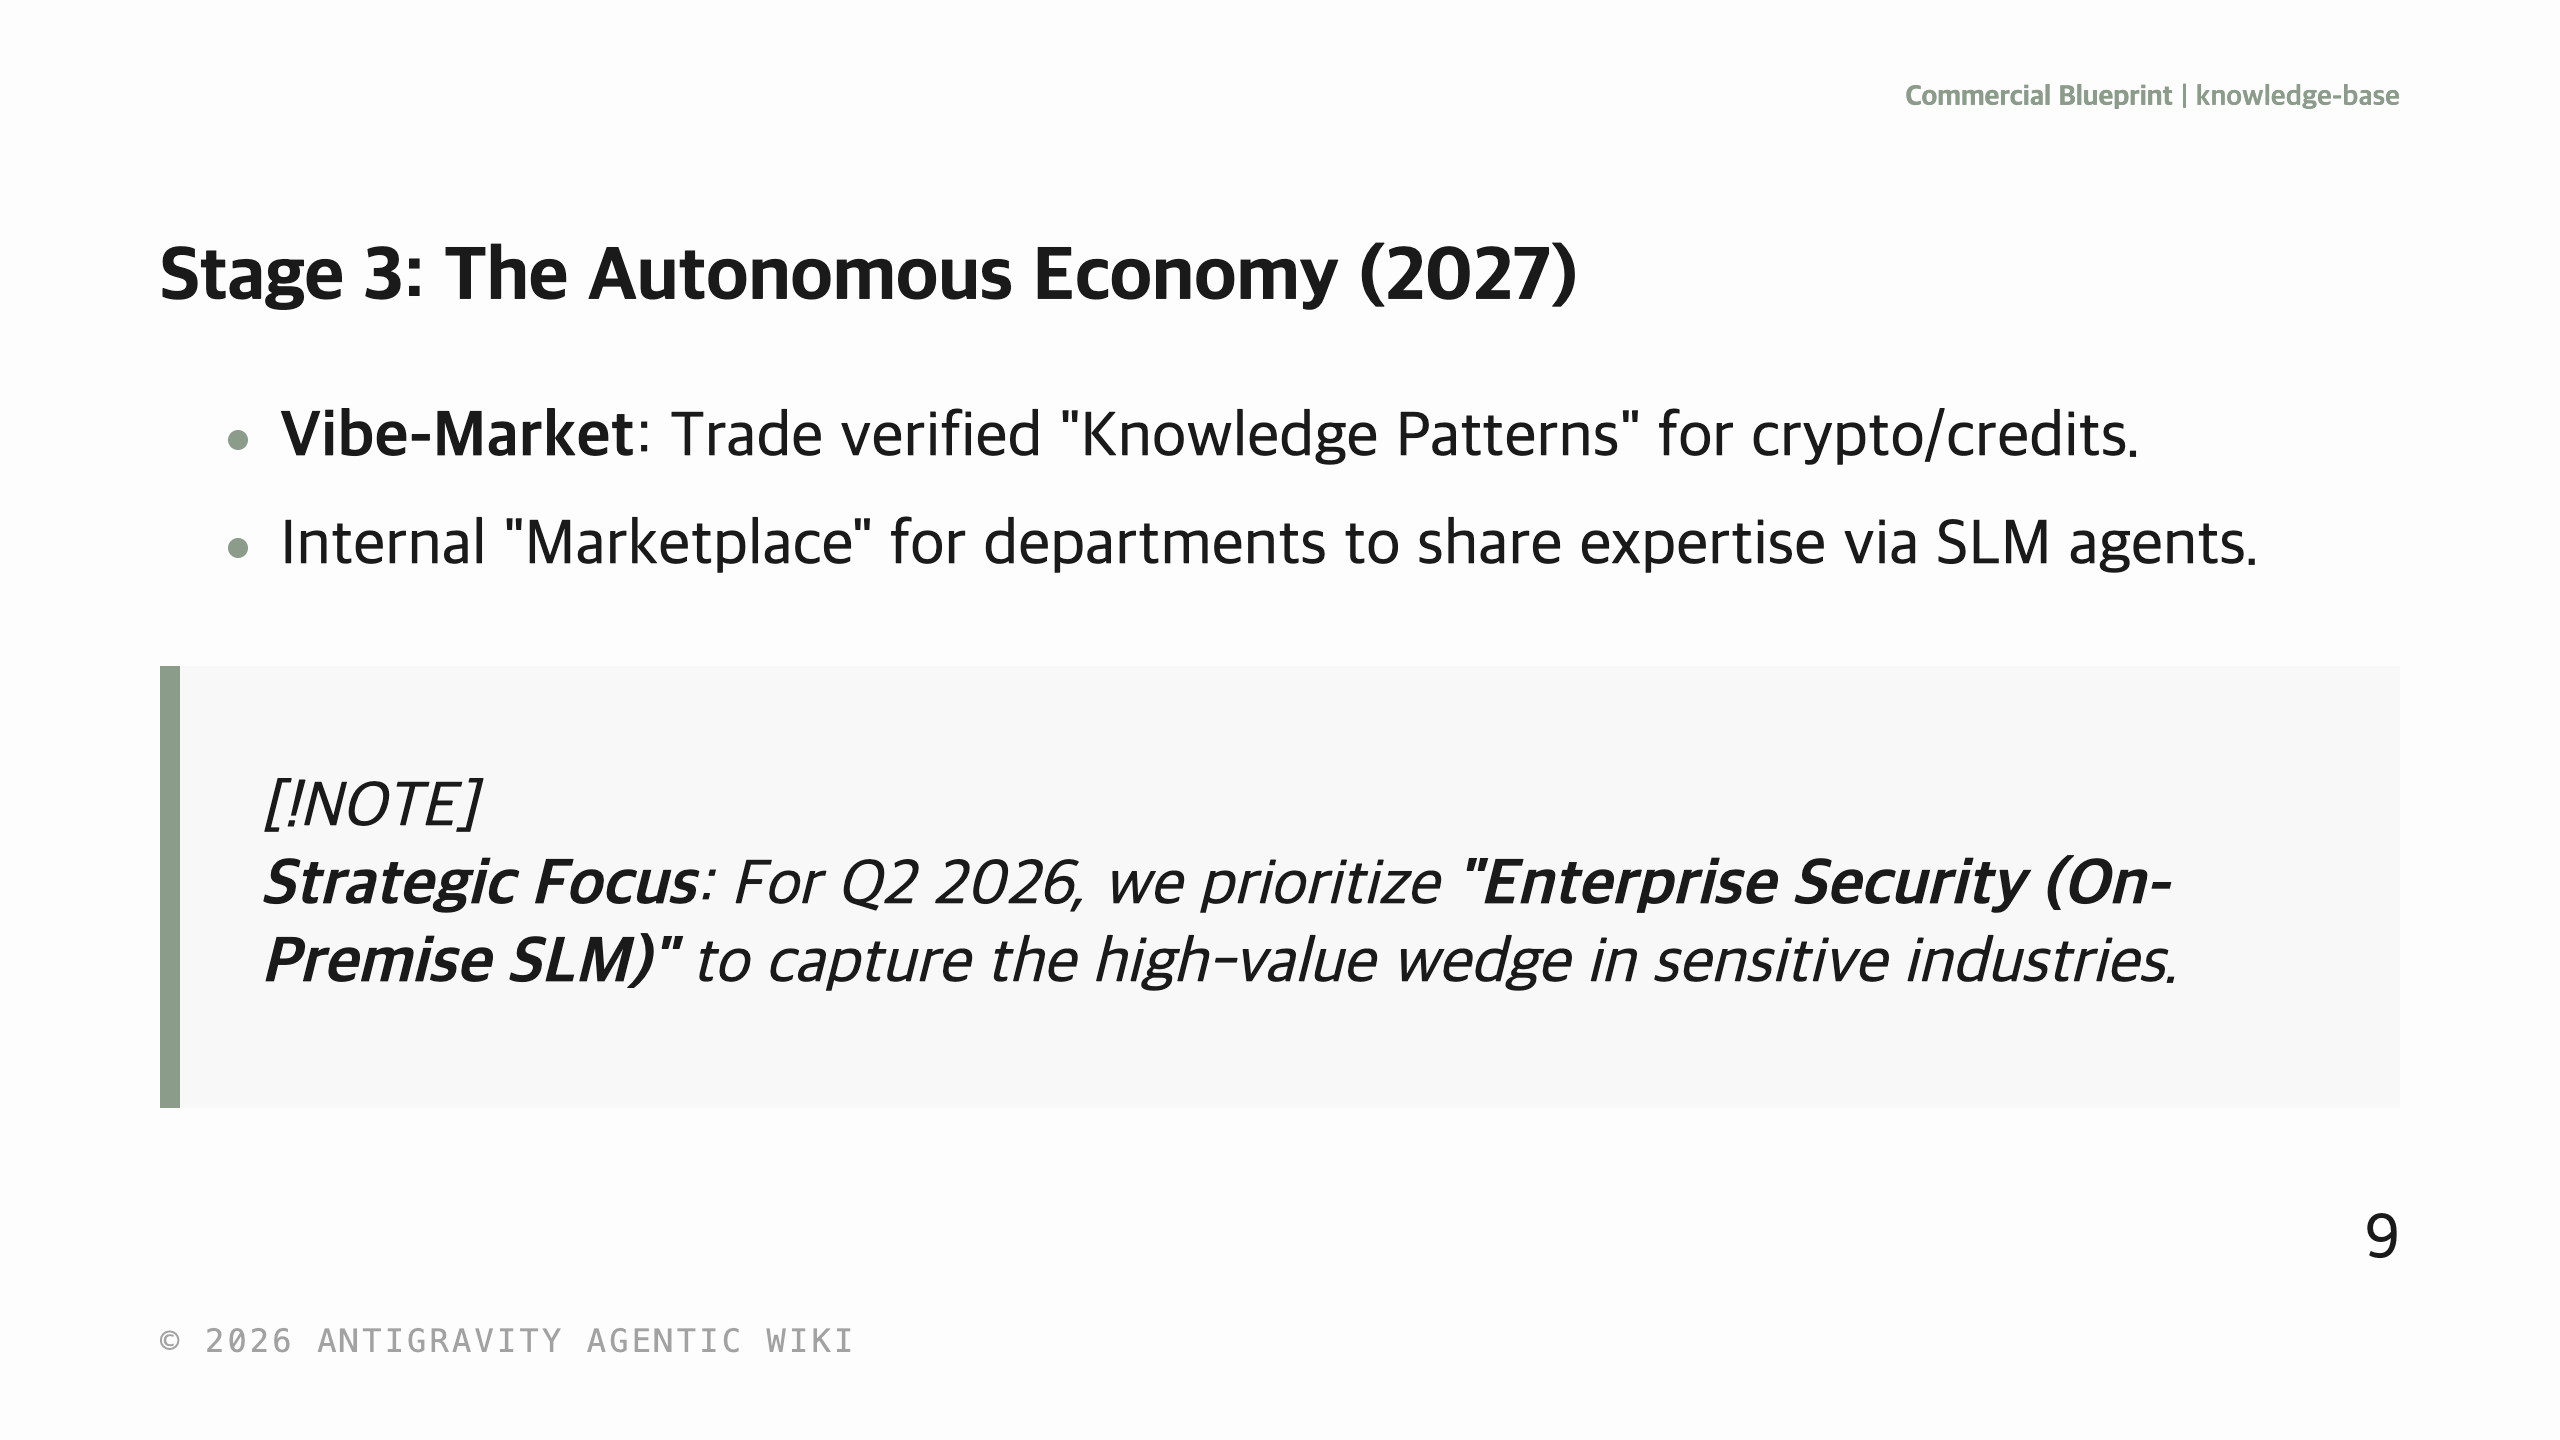 Commercial Blueprint | knowledge-base
Stage 3: The Autonomous Economy (2027)
Vibe-Market: Trade verified "Knowledge Patterns" for crypto/credits.
Internal "Marketplace" for departments to share expertise via SLM agents.
[!NOTE]
Strategic Focus: For Q2 2026, we prioritize "Enterprise Security (On-
Premise SLM)" to capture the high-value wedge in sensitive industries.
9
© 2026 ANTIGRAVITY AGENTIC WIKI